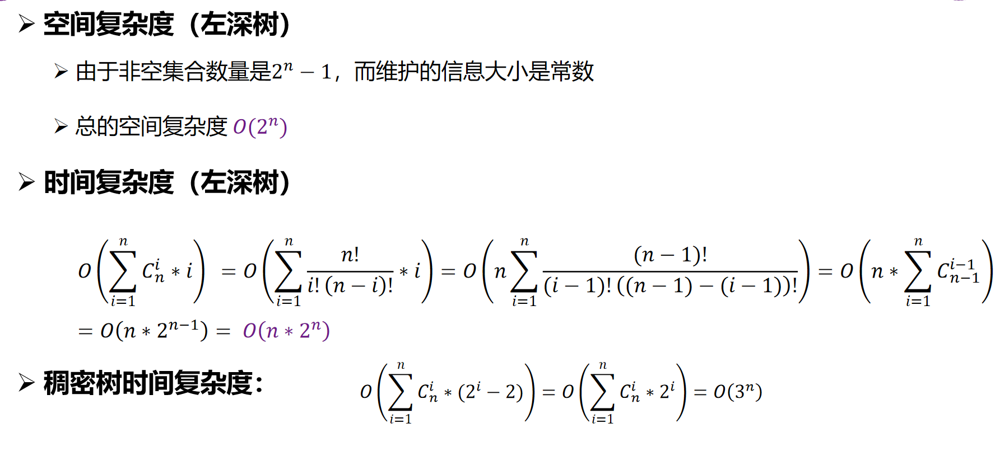 ➢ 空间复杂度（左深树）
➢ 由于非空集合数量是2ⁿ − 1，而维护的信息大小是常数
➢ 总的空间复杂度 O(2ⁿ)
➢ 时间复杂度（左深树）
$O\left(\sum_{i=1}^{n} C_n^i * i\right) = O\left(\sum_{i=1}^{n} \frac{n!}{i!(n-i)!} * i\right) = O\left(n\sum_{i=1}^{n} \frac{(n-1)!}{(i-1)!((n-1)-(i-1))!}\right) = O\left(n * \sum_{i=1}^{n} C_{n-1}^{i-1}\right)$
$= O(n * 2^{n-1}) = O(n * 2^n)$
➢ 稠密树时间复杂度： $O\left(\sum_{i=1}^{n} C_n^i * (2^i - 2)\right) = O\left(\sum_{i=1}^{n} C_n^i * 2^i\right) = O(3^n)$